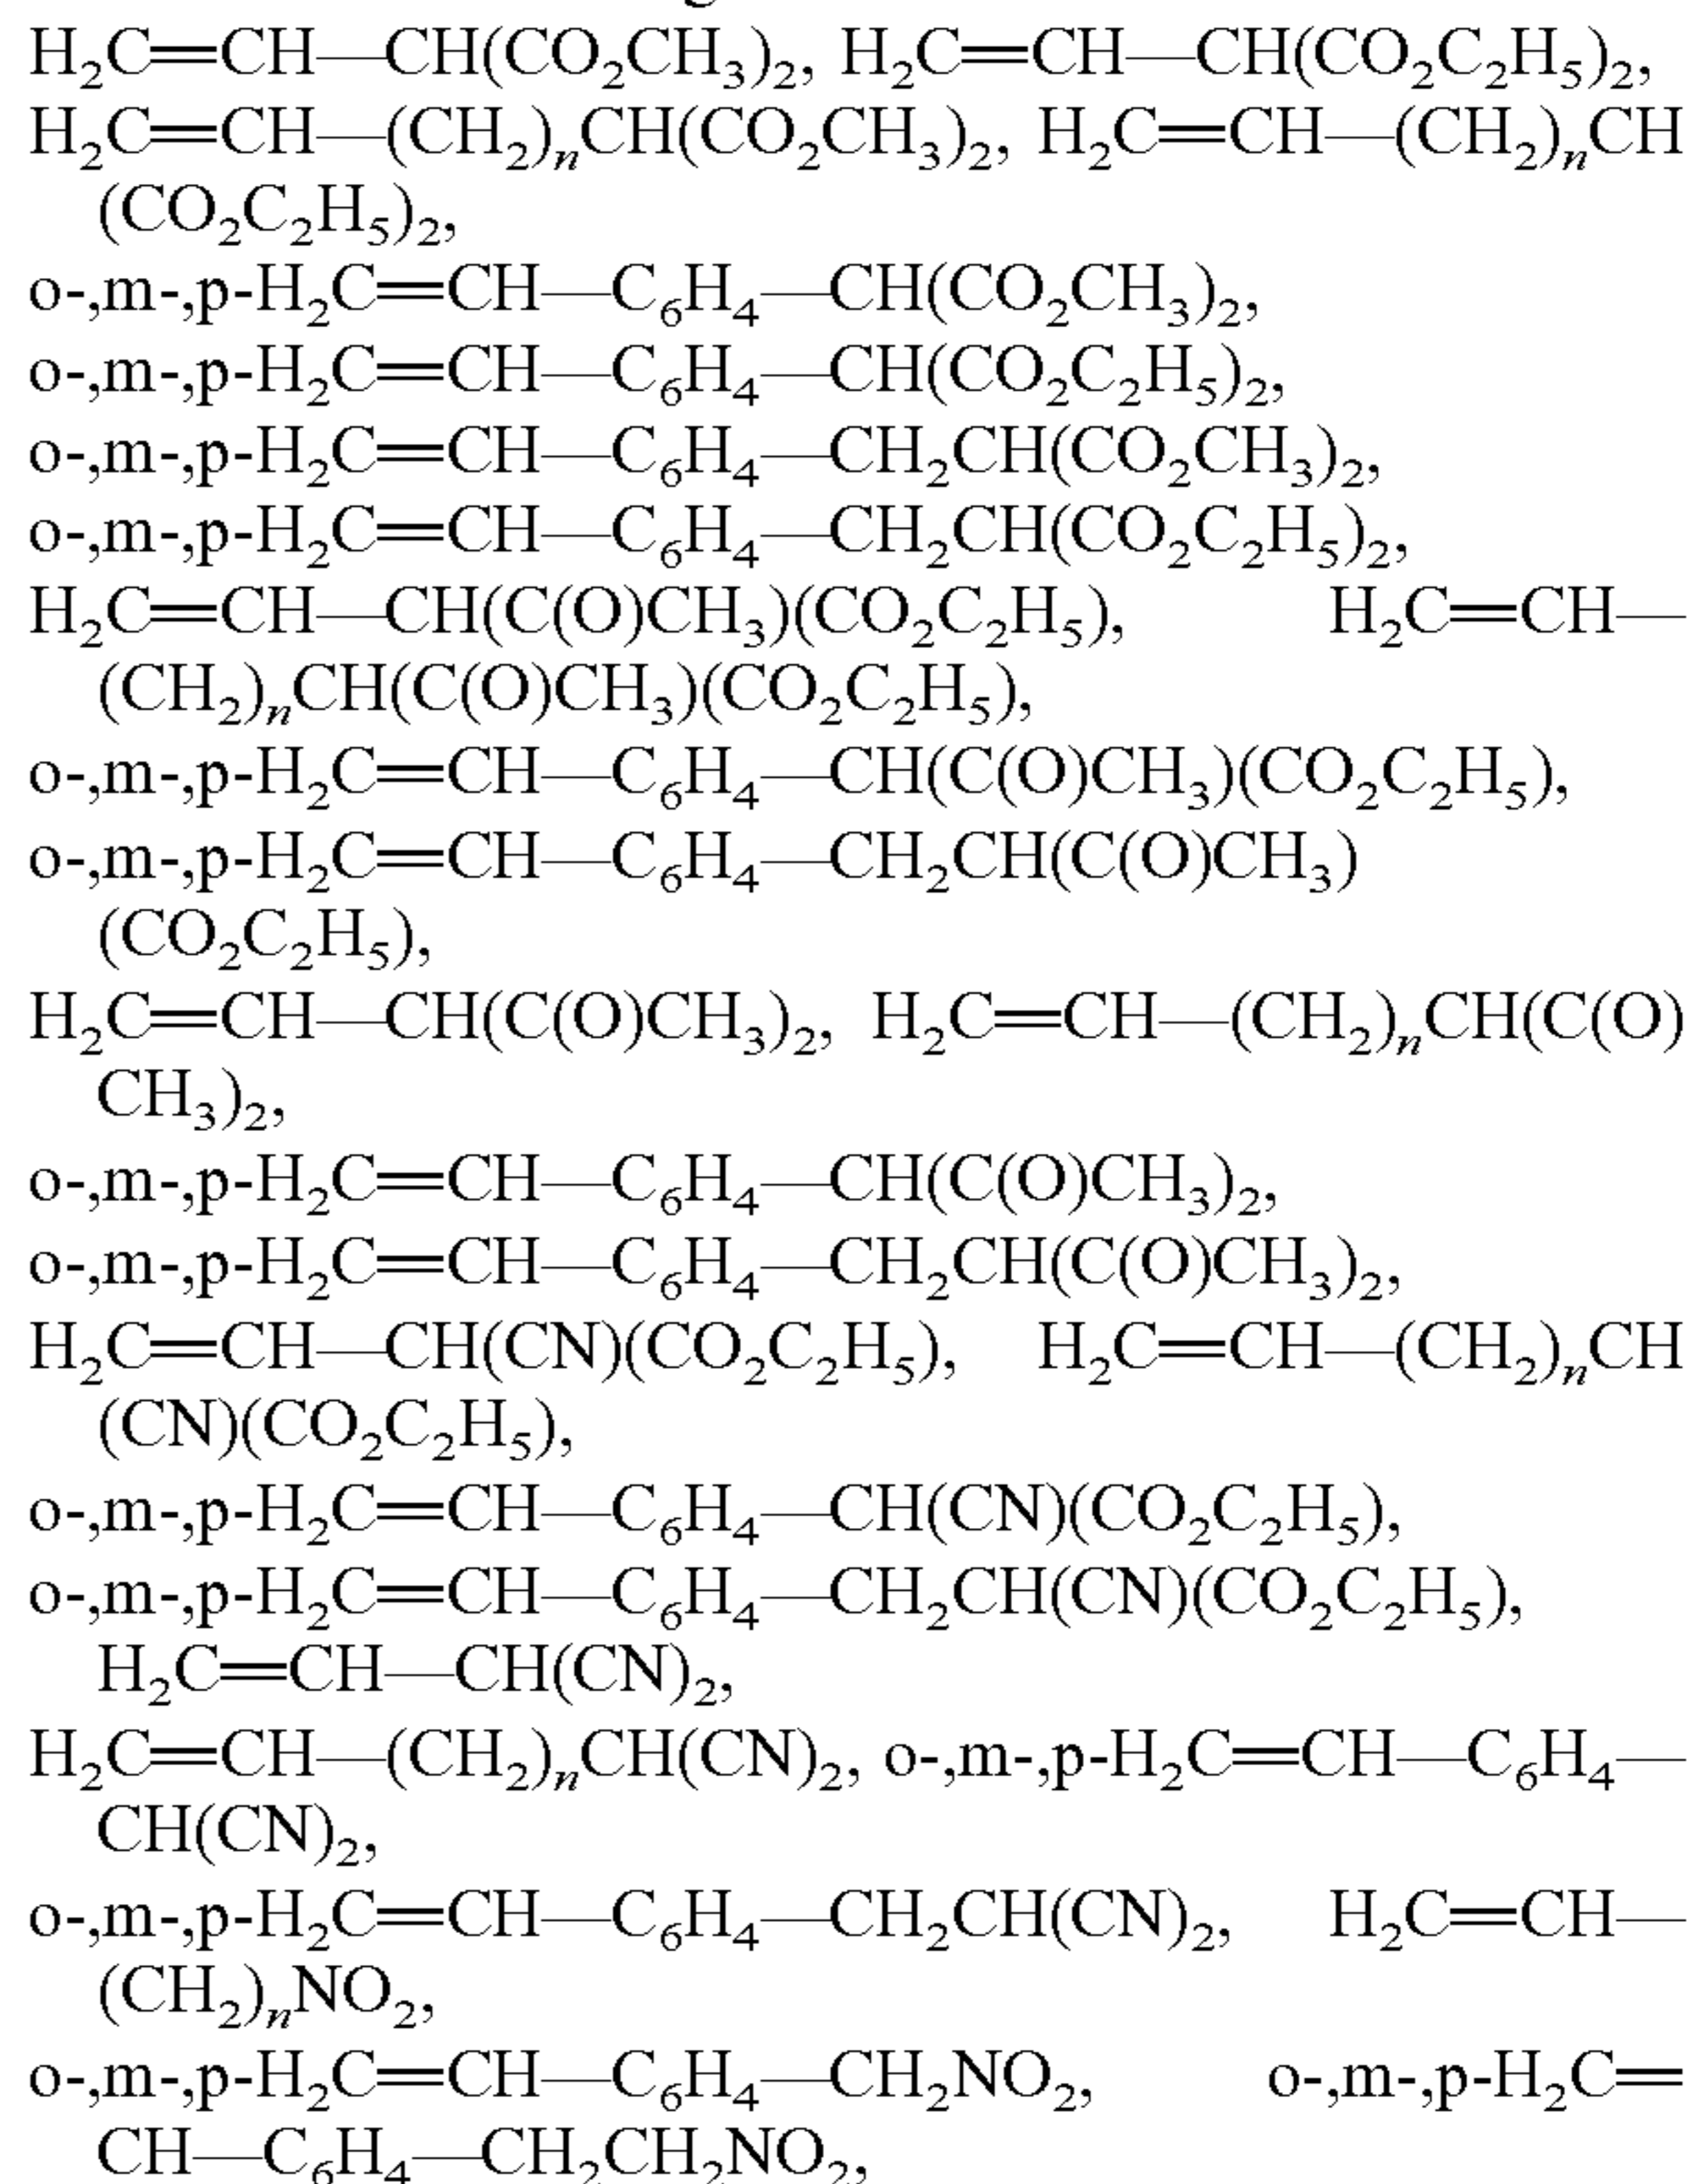 H₂C═CH—CH(CO₂CH₃)₂, H₂C═CH—CH(CO₂C₂H₅)₂,
H₂C═CH—(CH₂)ₙCH(CO₂CH₃)₂, H₂C═CH—(CH₂)ₙCH
(CO₂C₂H₅)₂,
o-,m-,p-H₂C═CH—C₆H₄—CH(CO₂CH₃)₂,
o-,m-,p-H₂C═CH—C₆H₄—CH(CO₂C₂H₅)₂,
o-,m-,p-H₂C═CH—C₆H₄—CH₂CH(CO₂CH₃)₂,
o-,m-,p-H₂C═CH—C₆H₄—CH₂CH(CO₂C₂H₅)₂,
H₂C═CH—CH(C(O)CH₃)(CO₂C₂H₅), H₂C═CH—
(CH₂)ₙCH(C(O)CH₃)(CO₂C₂H₅),
o-,m-,p-H₂C═CH—C₆H₄—CH(C(O)CH₃)(CO₂C₂H₅),
o-,m-,p-H₂C═CH—C₆H₄—CH₂CH(C(O)CH₃)
(CO₂C₂H₅),
H₂C═CH—CH(C(O)CH₃)₂, H₂C═CH—(CH₂)ₙCH(C(O)
CH₃)₂,
o-,m-,p-H₂C═CH—C₆H₄—CH(C(O)CH₃)₂,
o-,m-,p-H₂C═CH—C₆H₄—CH₂CH(C(O)CH₃)₂,
H₂C═CH—CH(CN)(CO₂C₂H₅), H₂C═CH—(CH₂)ₙCH
(CN)(CO₂C₂H₅),
o-,m-,p-H₂C═CH—C₆H₄—CH(CN)(CO₂C₂H₅),
o-,m-,p-H₂C═CH—C₆H₄—CH₂CH(CN)(CO₂C₂H₅),
H₂C═CH—CH(CN)₂,
H₂C═CH—(CH₂)ₙCH(CN)₂, o-,m-,p-H₂C═CH—C₆H₄—
CH(CN)₂,
o-,m-,p-H₂C═CH—C₆H₄—CH₂CH(CN)₂, H₂C═CH—
(CH₂)ₙNO₂,
o-,m-,p-H₂C═CH—C₆H₄—CH₂NO₂, o-,m-,p-H₂C═
CH—C₆H₄—CH₂CH₂NO₂,